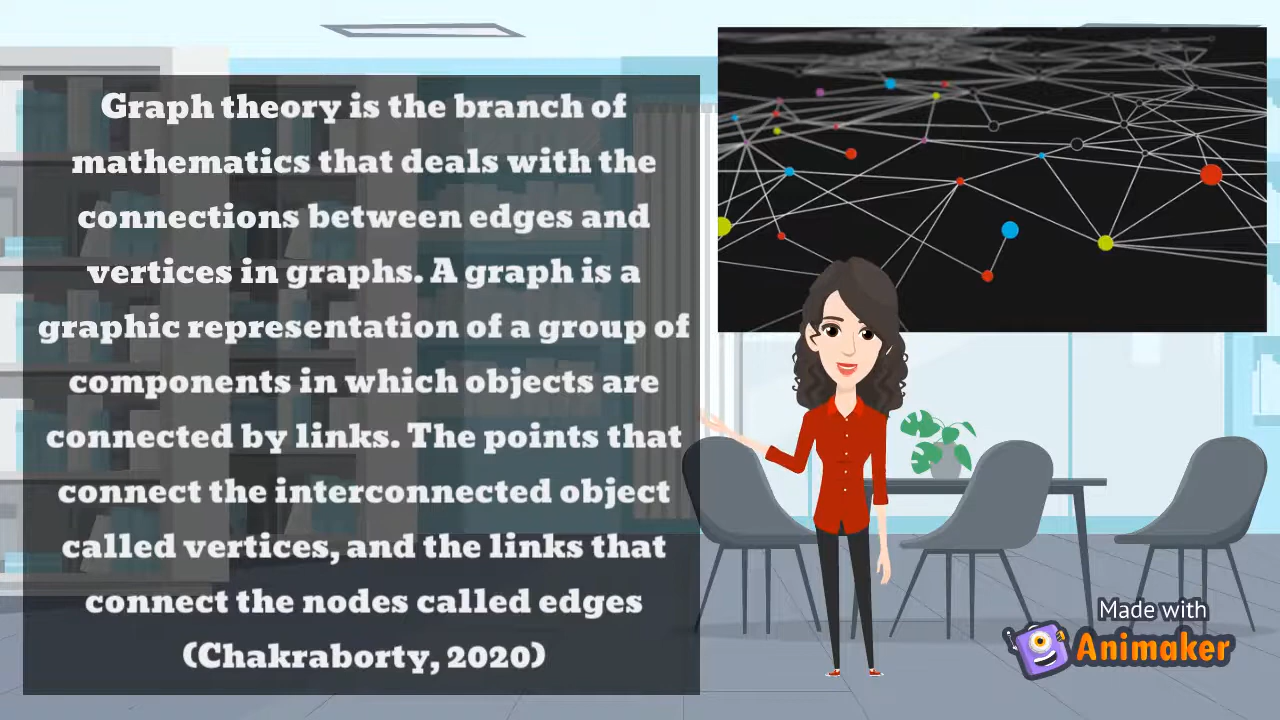 Graph theory is the branch of
mathematics that deals with the
connections between edges and
vertices in graphs. A graph is a
graphic representation of a group of
components in which objects are
connected by links. The points that
connect the interconnected object
called vertices, and the links that
connect the nodes called edges
(Chakraborty, 2020)
Made with
Animaker